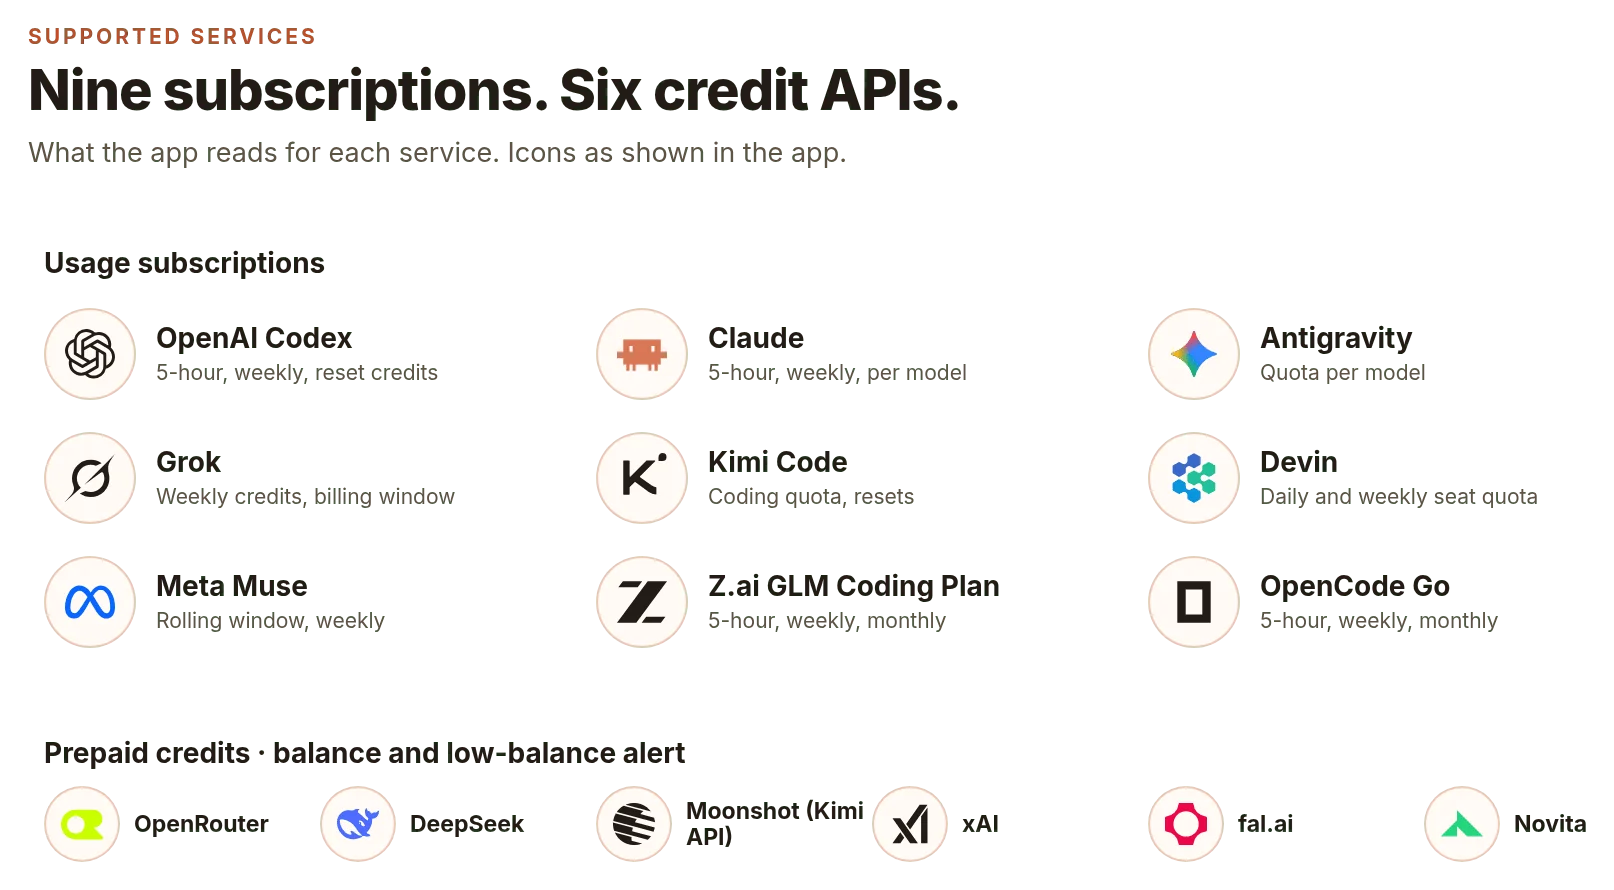 SUPPORTED SERVICES
Nine subscriptions. Six credit APIs.
What the app reads for each service. Icons as shown in the app.
Usage subscriptions
OpenAI Codex
5-hour, weekly, reset credits
Claude
5-hour, weekly, per model
Antigravity
Quota per model
Grok
Weekly credits, billing window
Kimi Code
Coding quota, resets
Devin
Daily and weekly seat quota
Meta Muse
Rolling window, weekly
Z.ai GLM Coding Plan
5-hour, weekly, monthly
OpenCode Go
5-hour, weekly, monthly
Prepaid credits · balance and low-balance alert
OpenRouter
DeepSeek
Moonshot (Kimi
API)
xAI
fal.ai
Novita